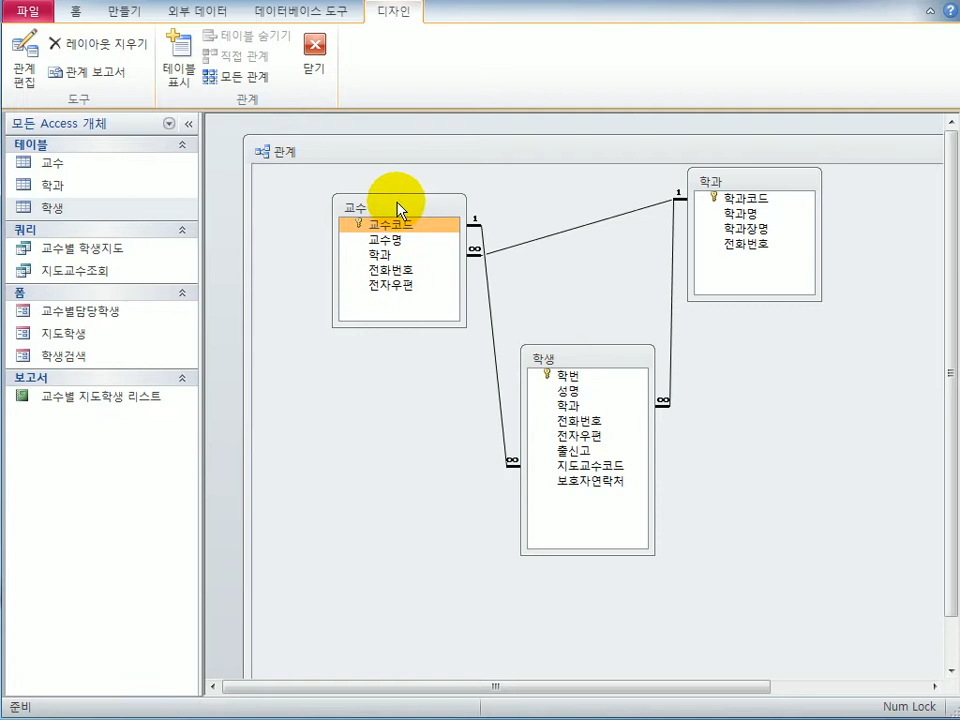 파일 홈 만들기 외부 데이터 데이터베이스 도구 디자인
관계 편집
레이아웃 지우기
관계 보고서
도구
테이블 표시
테이블 숨기기
직접 관계
모든 관계
관계
닫기
모든 Access 개체
테이블
교수
학과
학생
쿼리
교수별 학생지도
지도교수조회
폼
교수별담당학생
지도학생
학생검색
보고서
교수별 지도학생 리스트
관계
교수
교수코드
교수명
학과
전화번호
전자우편
1
∞
학과
학과코드
학과명
학과장명
전화번호
1
∞
학생
학번
성명
학과
전화번호
전자우편
출신고
지도교수코드
보호자연락처
∞
준비
Num Lock